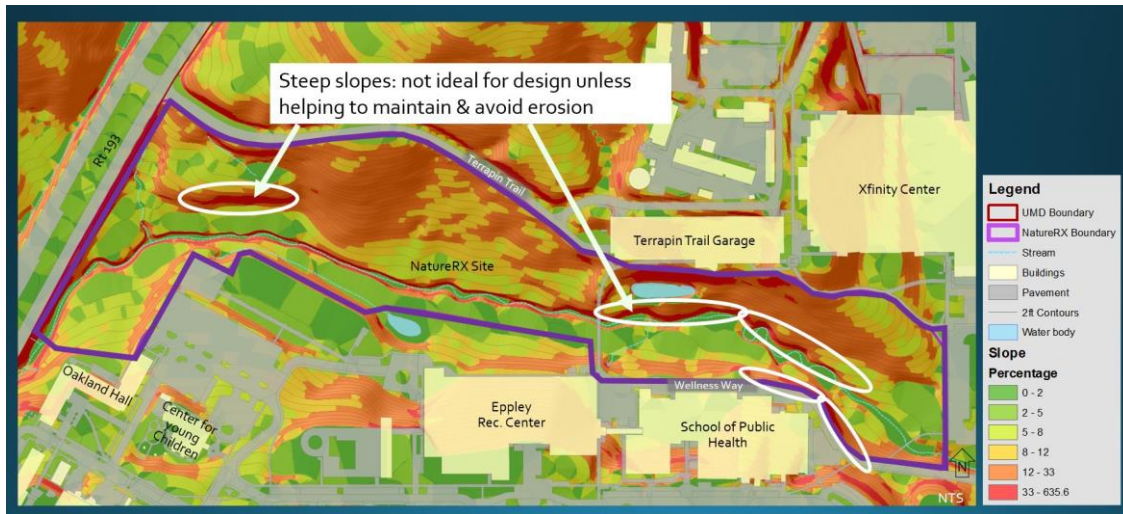 Steep slopes: not ideal for design unless
helping to maintain & avoid erosion
Rt 193
Terrapin Trail
Xfinity Center
Terrapin Trail Garage
NatureRX Site
Wellness Way
Oakland Hall
Center for
young
Children
Eppley
Rec. Center
School of Public
Health
N
NTS
Legend
UMD Boundary
NatureRX Boundary
Stream
Buildings
Pavement
2ft Contours
Water body
Slope
Percentage
0 - 2
2 - 5
5 - 8
8 - 12
12 - 33
33 - 635.6